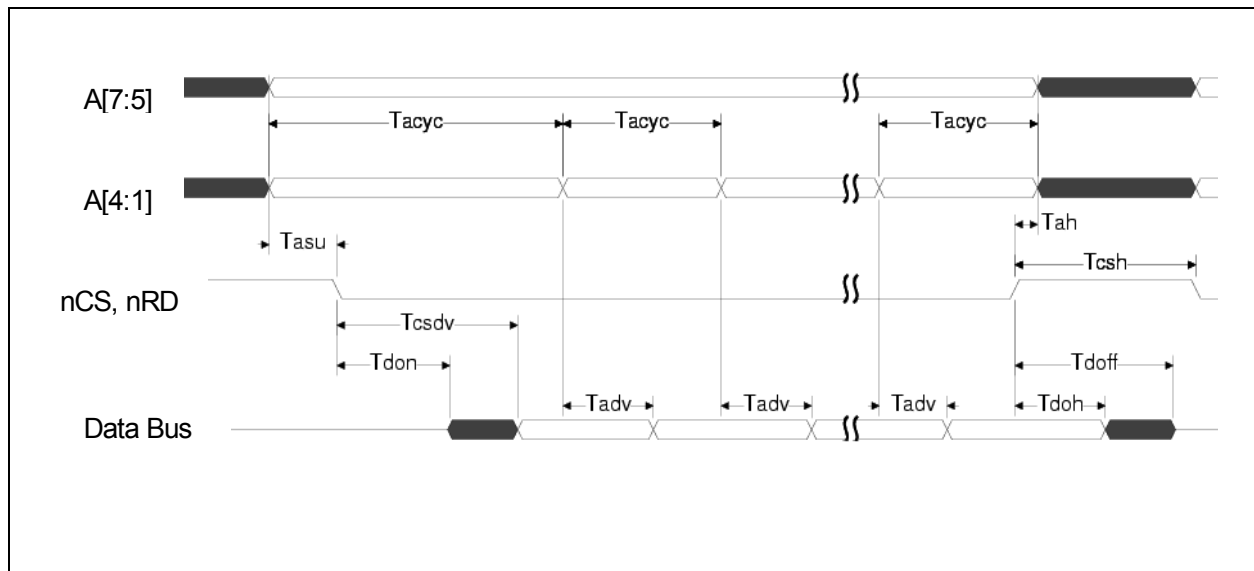 A[7:5]
Tacyc Tacyc Tacyc
A[4:1]
Tasu Tah
Tcsh
nCS, nRD
Tcsdv
Tdon Tdoff
Tadv Tadv Tadv Tdoh
Data Bus